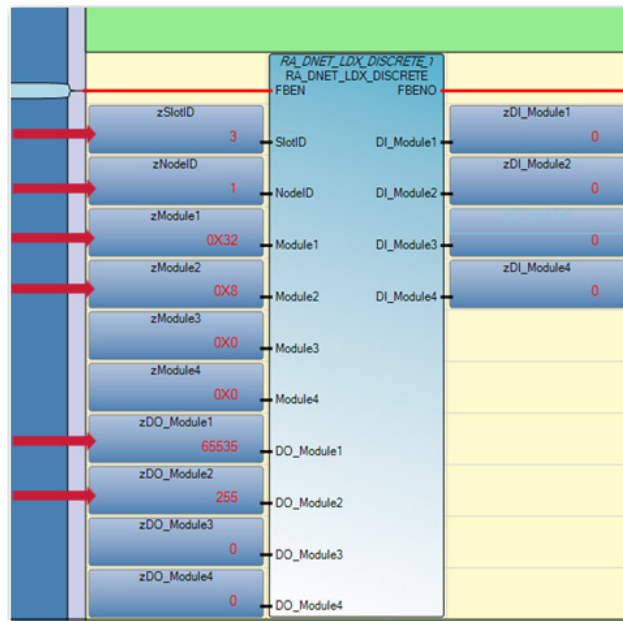 RA_DNET_LDX_DISCRETE_1
RA_DNET_LDX_DISCRETE
FBEN
FBENO
zSlotID
3
SlotID
DI_Module1
zDI_Module1
0
zNodeID
1
NodeID
DI_Module2
zDI_Module2
0
zModule1
0X32
Module1
DI_Module3
0
zModule2
0X8
Module2
DI_Module4
zDI_Module4
0
zModule3
0X0
Module3
zModule4
0X0
Module4
zDO_Module1
65535
DO_Module1
zDO_Module2
255
DO_Module2
zDO_Module3
0
DO_Module3
zDO_Module4
0
DO_Module4